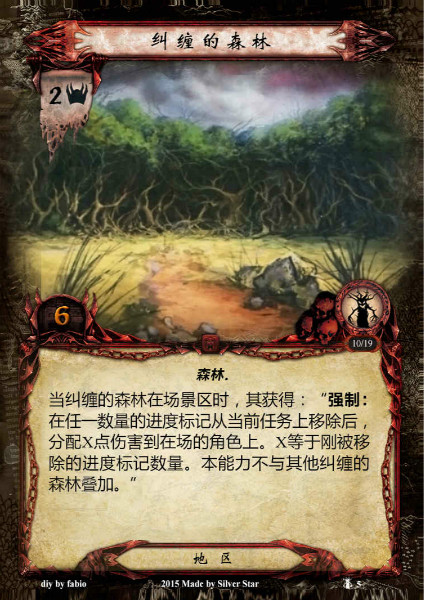 纠缠的森林
2
6
10/19
森林.
当纠缠的森林在场景区时，其获得：“强制：
在任一数量的进度标记从当前任务上移除后，
分配X点伤害到在场的角色上。X等于刚被移
除的进度标记数量。本能力不与其他纠缠的
森林叠加。”
地 区
diy by fabio
2015 Made by Silver Star
5